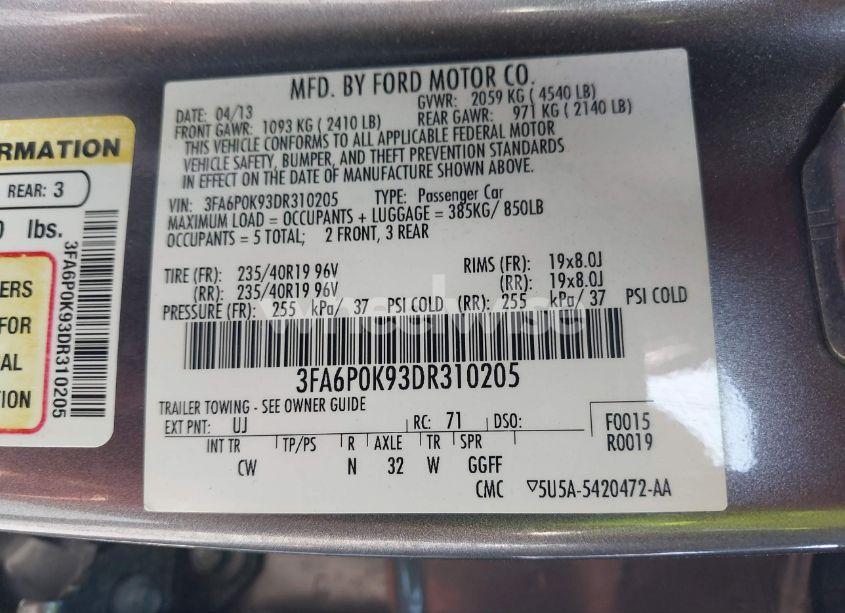 MFD. BY FORD MOTOR CO.
DATE: 04/13
GVWR: 2059 KG ( 4540 LB)
FRONT GAWR: 1093 KG ( 2410 LB)
REAR GAWR: 971 KG ( 2140 LB)
THIS VEHICLE CONFORMS TO ALL APPLICABLE FEDERAL MOTOR
VEHICLE SAFETY, BUMPER, AND THEFT PREVENTION STANDARDS
IN EFFECT ON THE DATE OF MANUFACTURE SHOWN ABOVE.
VIN: 3FA6P0K93DR310205 TYPE: Passenger Car
MAXIMUM LOAD = OCCUPANTS + LUGGAGE = 385KG/ 850LB
OCCUPANTS = 5 TOTAL; 2 FRONT, 3 REAR
TIRE (FR): 235/40R19 96V RIMS (FR): 19x8.0J
(RR): 235/40R19 96V (RR): 19x8.0J
PRESSURE (FR): 255 kPa/ 37 PSI COLD (RR): 255 kPa/ 37 PSI COLD
wheelwise
3FA6P0K93DR310205
TRAILER TOWING - SEE OWNER GUIDE
EXT PNT: UJ RC: 71 DSO: F0015
R0019
INT TR TP/PS R AXLE TR SPR
CW N 32 W GGFF
CMC ▽5U5A-5420472-AA
RMATION
REAR: 3
lbs.
ERS
FOR
AL
TION
3FA6P0K93DR310205